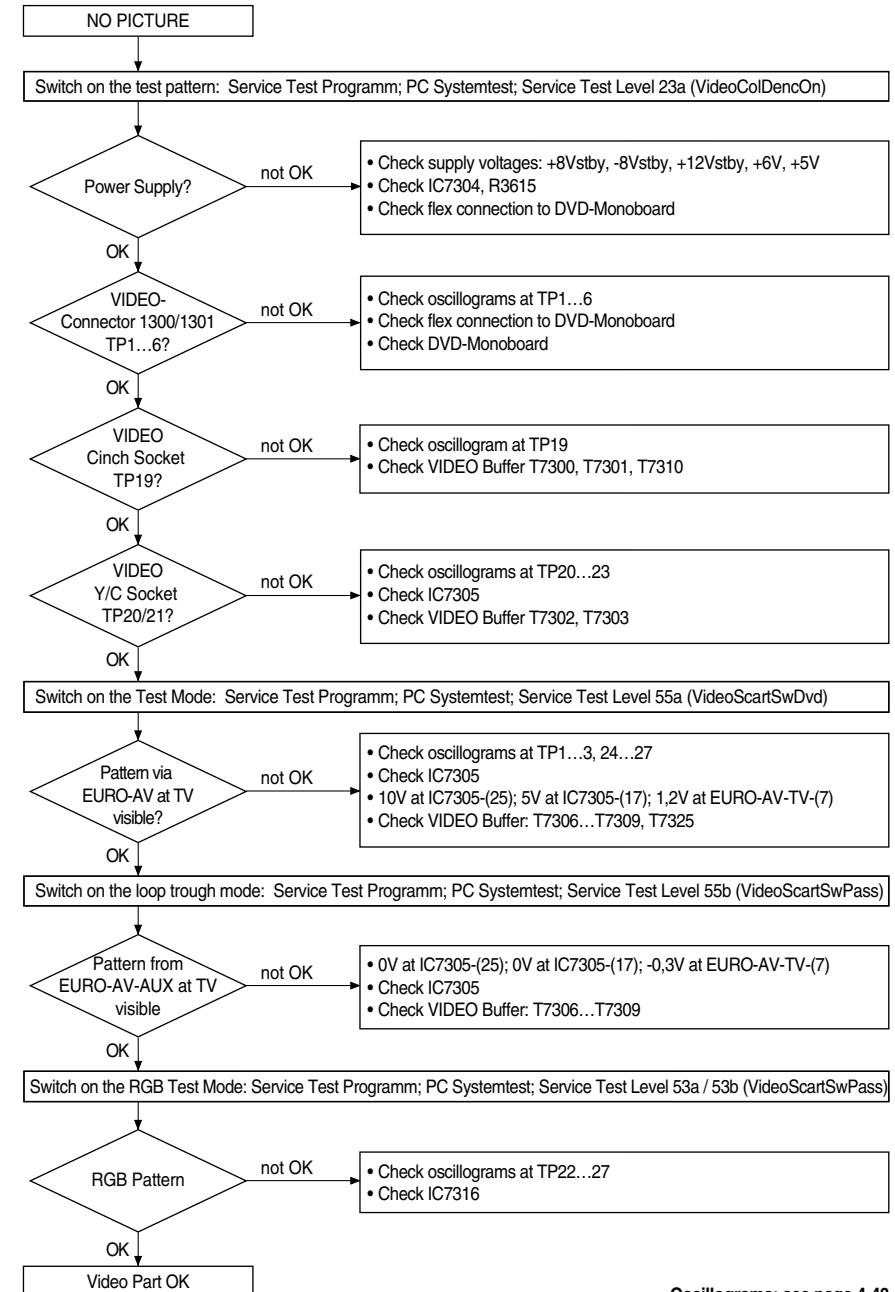 NO PICTURE
Switch on the test pattern: Service Test Programm; PC Systemtest; Service Test Level 23a (VideoColDencOn)
Power Supply?
not OK
• Check supply voltages: +8Vstby, -8Vstby, +12Vstby, +6V, +5V
• Check IC7304, R3615
• Check flex connection to DVD-Monoboard
OK
VIDEO-
Connector 1300/1301
TP1…6?
not OK
• Check oscillograms at TP1…6
• Check flex connection to DVD-Monoboard
• Check DVD-Monoboard
OK
VIDEO
Cinch Socket
TP19?
not OK
• Check oscillogram at TP19
• Check VIDEO Buffer T7300, T7301, T7310
OK
VIDEO
Y/C Socket
TP20/21?
not OK
• Check oscillograms at TP20…23
• Check IC7305
• Check VIDEO Buffer T7302, T7303
OK
Switch on the Test Mode: Service Test Programm; PC Systemtest; Service Test Level 55a (VideoScartSwDvd)
Pattern via
EURO-AV at TV
visible?
not OK
• Check oscillograms at TP1…3, 24…27
• Check IC7305
• 10V at IC7305-(25); 5V at IC7305-(17); 1,2V at EURO-AV-TV-(7)
• Check VIDEO Buffer: T7306…T7309, T7325
OK
Switch on the loop trough mode: Service Test Programm; PC Systemtest; Service Test Level 55b (VideoScartSwPass)
Pattern from
EURO-AV-AUX at TV
visible
not OK
• 0V at IC7305-(25); 0V at IC7305-(17); -0,3V at EURO-AV-TV-(7)
• Check IC7305
• Check VIDEO Buffer: T7306…T7309
OK
Switch on the RGB Test Mode: Service Test Programm; PC Systemtest; Service Test Level 53a / 53b (VideoScartSwPass)
RGB Pattern
not OK
• Check oscillograms at TP22…27
• Check IC7316
OK
Video Part OK
Oscillograms: see page